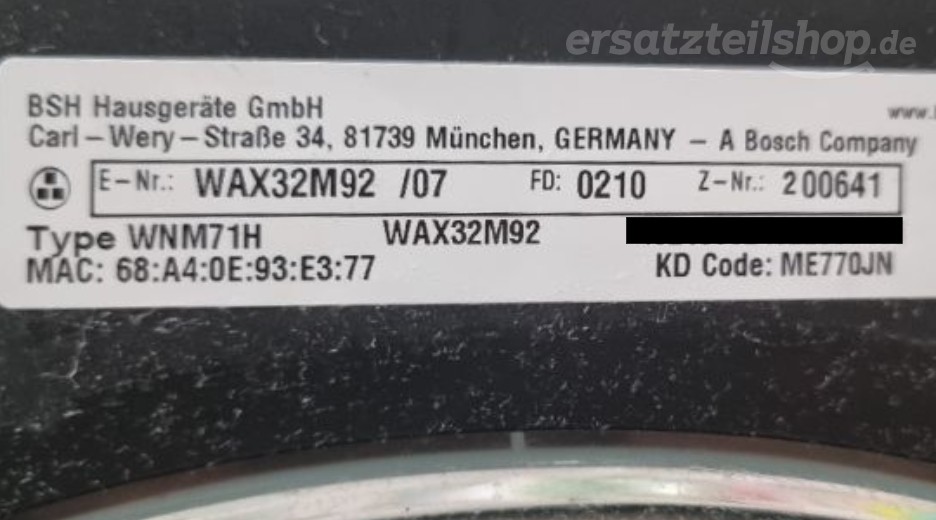 ersatzteilshop.de
BSH Hausgeräte GmbH
www.
Carl-Wery-Straße 34, 81739 München, GERMANY – A Bosch Company
E-Nr.: WAX32M92 /07 FD: 0210 Z-Nr.: 200641
Type WNM71H WAX32M92
MAC: 68:A4:0E:93:E3:77 KD Code: ME770JN